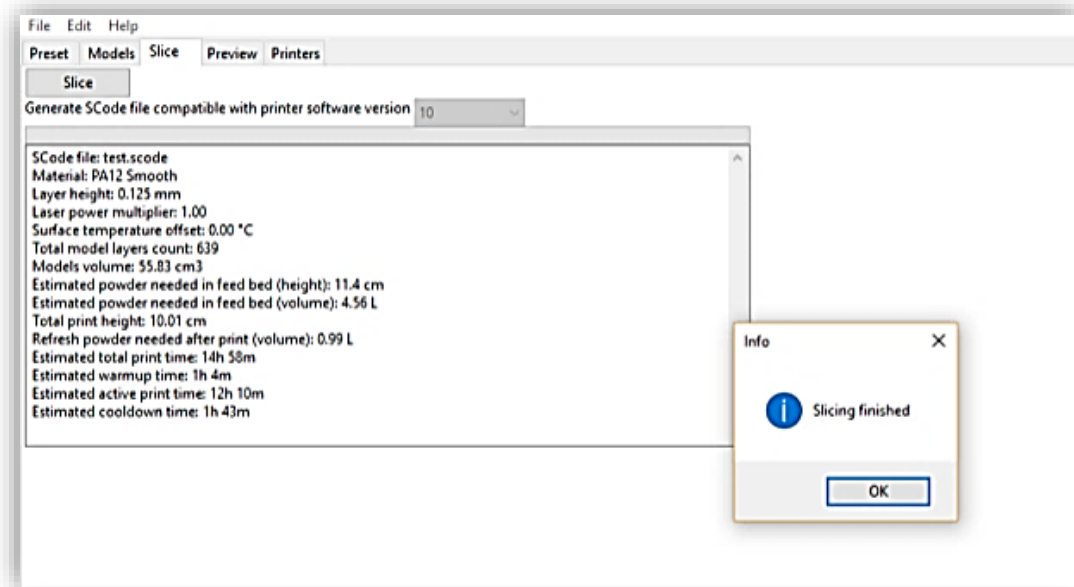 File Edit Help
Preset Models Slice Preview Printers
Slice
Generate SCode file compatible with printer software version 10
SCode file: test.scode
Material: PA12 Smooth
Layer height: 0.125 mm
Laser power multiplier: 1.00
Surface temperature offset: 0.00 °C
Total model layers count: 639
Models volume: 55.83 cm3
Estimated powder needed in feed bed (height): 11.4 cm
Estimated powder needed in feed bed (volume): 4.56 L
Total print height: 10.01 cm
Refresh powder needed after print (volume): 0.99 L
Estimated total print time: 14h 58m
Estimated warmup time: 1h 4m
Estimated active print time: 12h 10m
Estimated cooldown time: 1h 43m
Info
Slicing finished
OK